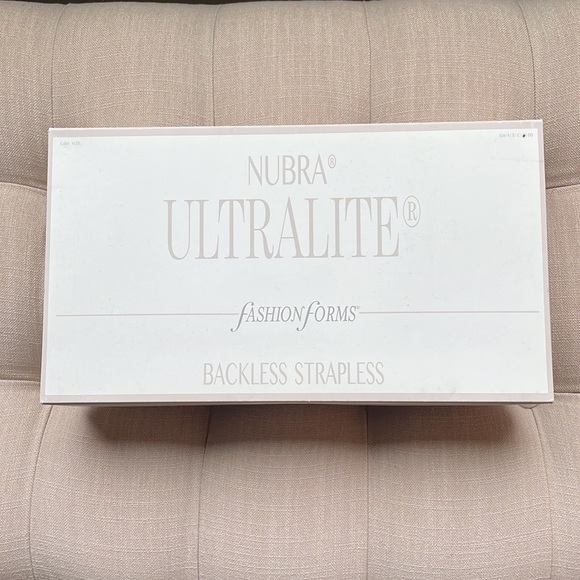 NUBRA®
ULTRALITE®
fASHION fORMS®
BACKLESS STRAPLESS